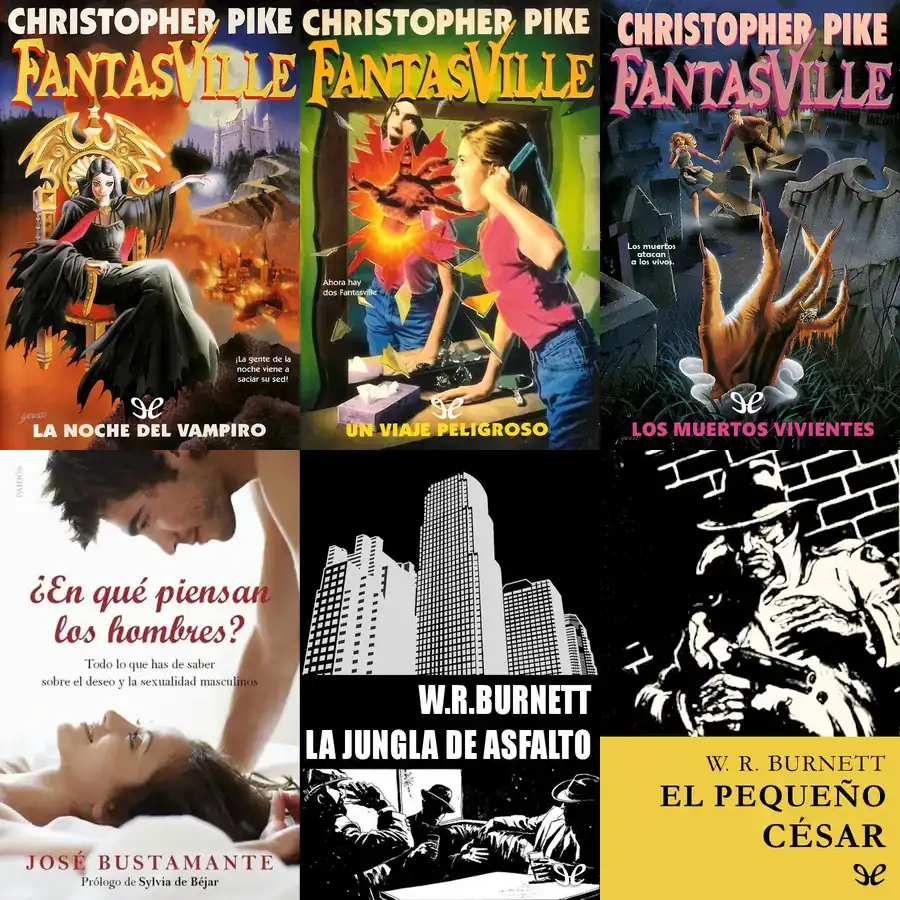 CHRISTOPHER PIKE
FANTASVILLE
¡La gente de la
noche viene a
saciar su sed!
LA NOCHE DEL VAMPIRO
CHRISTOPHER PIKE
FANTASVILLE
Ahora hay
dos Fantasville
UN VIAJE PELIGROSO
CHRISTOPHER PIKE
FANTASVILLE
Los muertos
atacan
a los vivos.
LOS MUERTOS VIVIENTES
PAIDÓS
¿En qué piensan
los hombres?
Todo lo que has de saber
sobre el deseo y la sexualidad masculinos
JOSÉ BUSTAMANTE
Prólogo de Sylvia de Béjar
W.R.BURNETT
LA JUNGLA DE ASFALTO
W. R. BURNETT
EL PEQUEÑO
CÉSAR